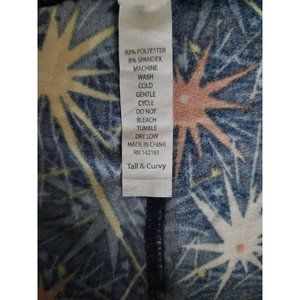 92% POLYESTER
8% SPANDEX
MACHINE
WASH
COLD
GENTLE
CYCLE
DO NOT
BLEACH
TUMBLE
DRY LOW
MADE IN CHINA
RN 142161
Tall & Curvy